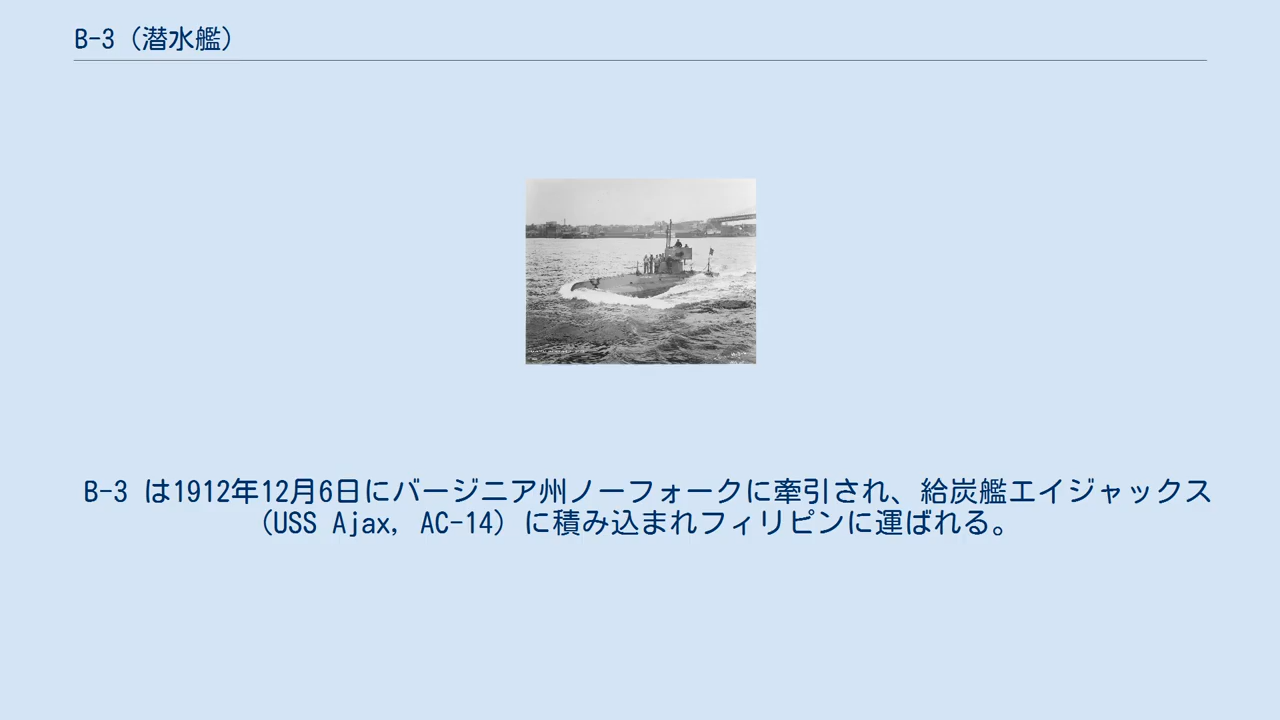 B-3（潜水艦）
B-3 は1912年12月6日にバージニア州ノーフォークに牽引され、給炭艦エイジャックス
（USS Ajax, AC-14）に積み込まれフィリピンに運ばれる。